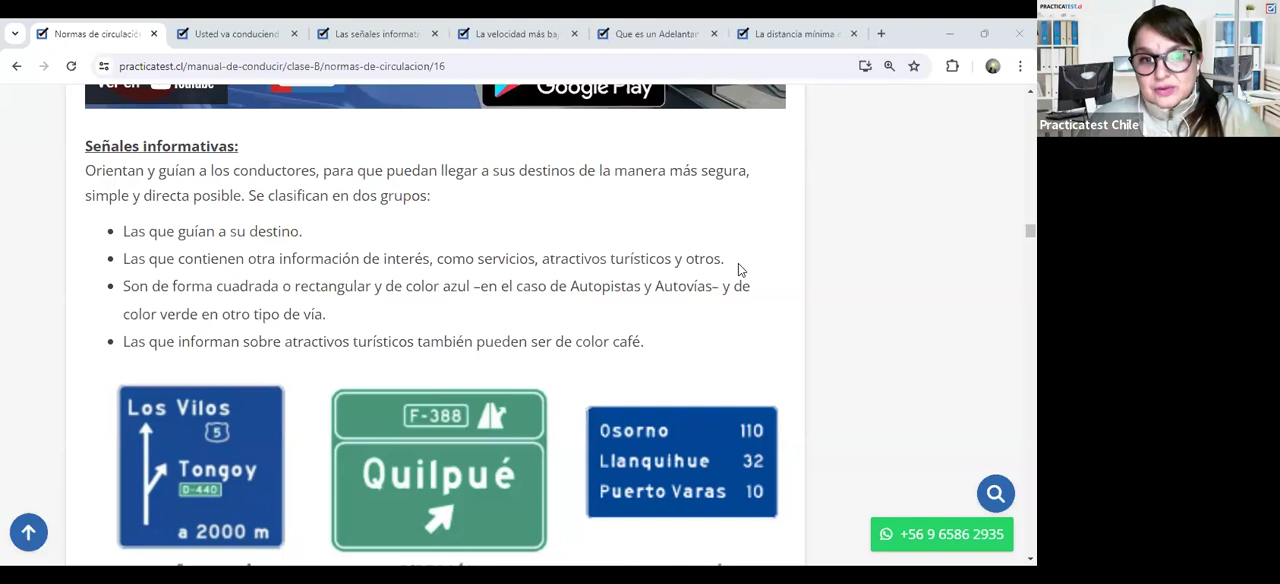 Normas de circulació
Usted va conduciend
Las señales informat
La velocidad más ba
Que es un Adelantar
La distancia mínima
practicatest.cl/manual-de-conducir/clase-B/normas-de-circulacion/16
PRACTICATEST.cl
Practicatest Chile
YouTube
Google Play
Señales informativas:
Orientan y guían a los conductores, para que puedan llegar a sus destinos de la manera más segura,
simple y directa posible. Se clasifican en dos grupos:
• Las que guían a su destino.
• Las que contienen otra información de interés, como servicios, atractivos turísticos y otros.
• Son de forma cuadrada o rectangular y de color azul –en el caso de Autopistas y Autovías– y de
color verde en otro tipo de vía.
• Las que informan sobre atractivos turísticos también pueden ser de color café.
Los Vilos
5
Tongoy
D-440
a 2000 m
F-388
Quilpué
Osorno 110
Llanquihue 32
Puerto Varas 10
+56 9 6586 2935